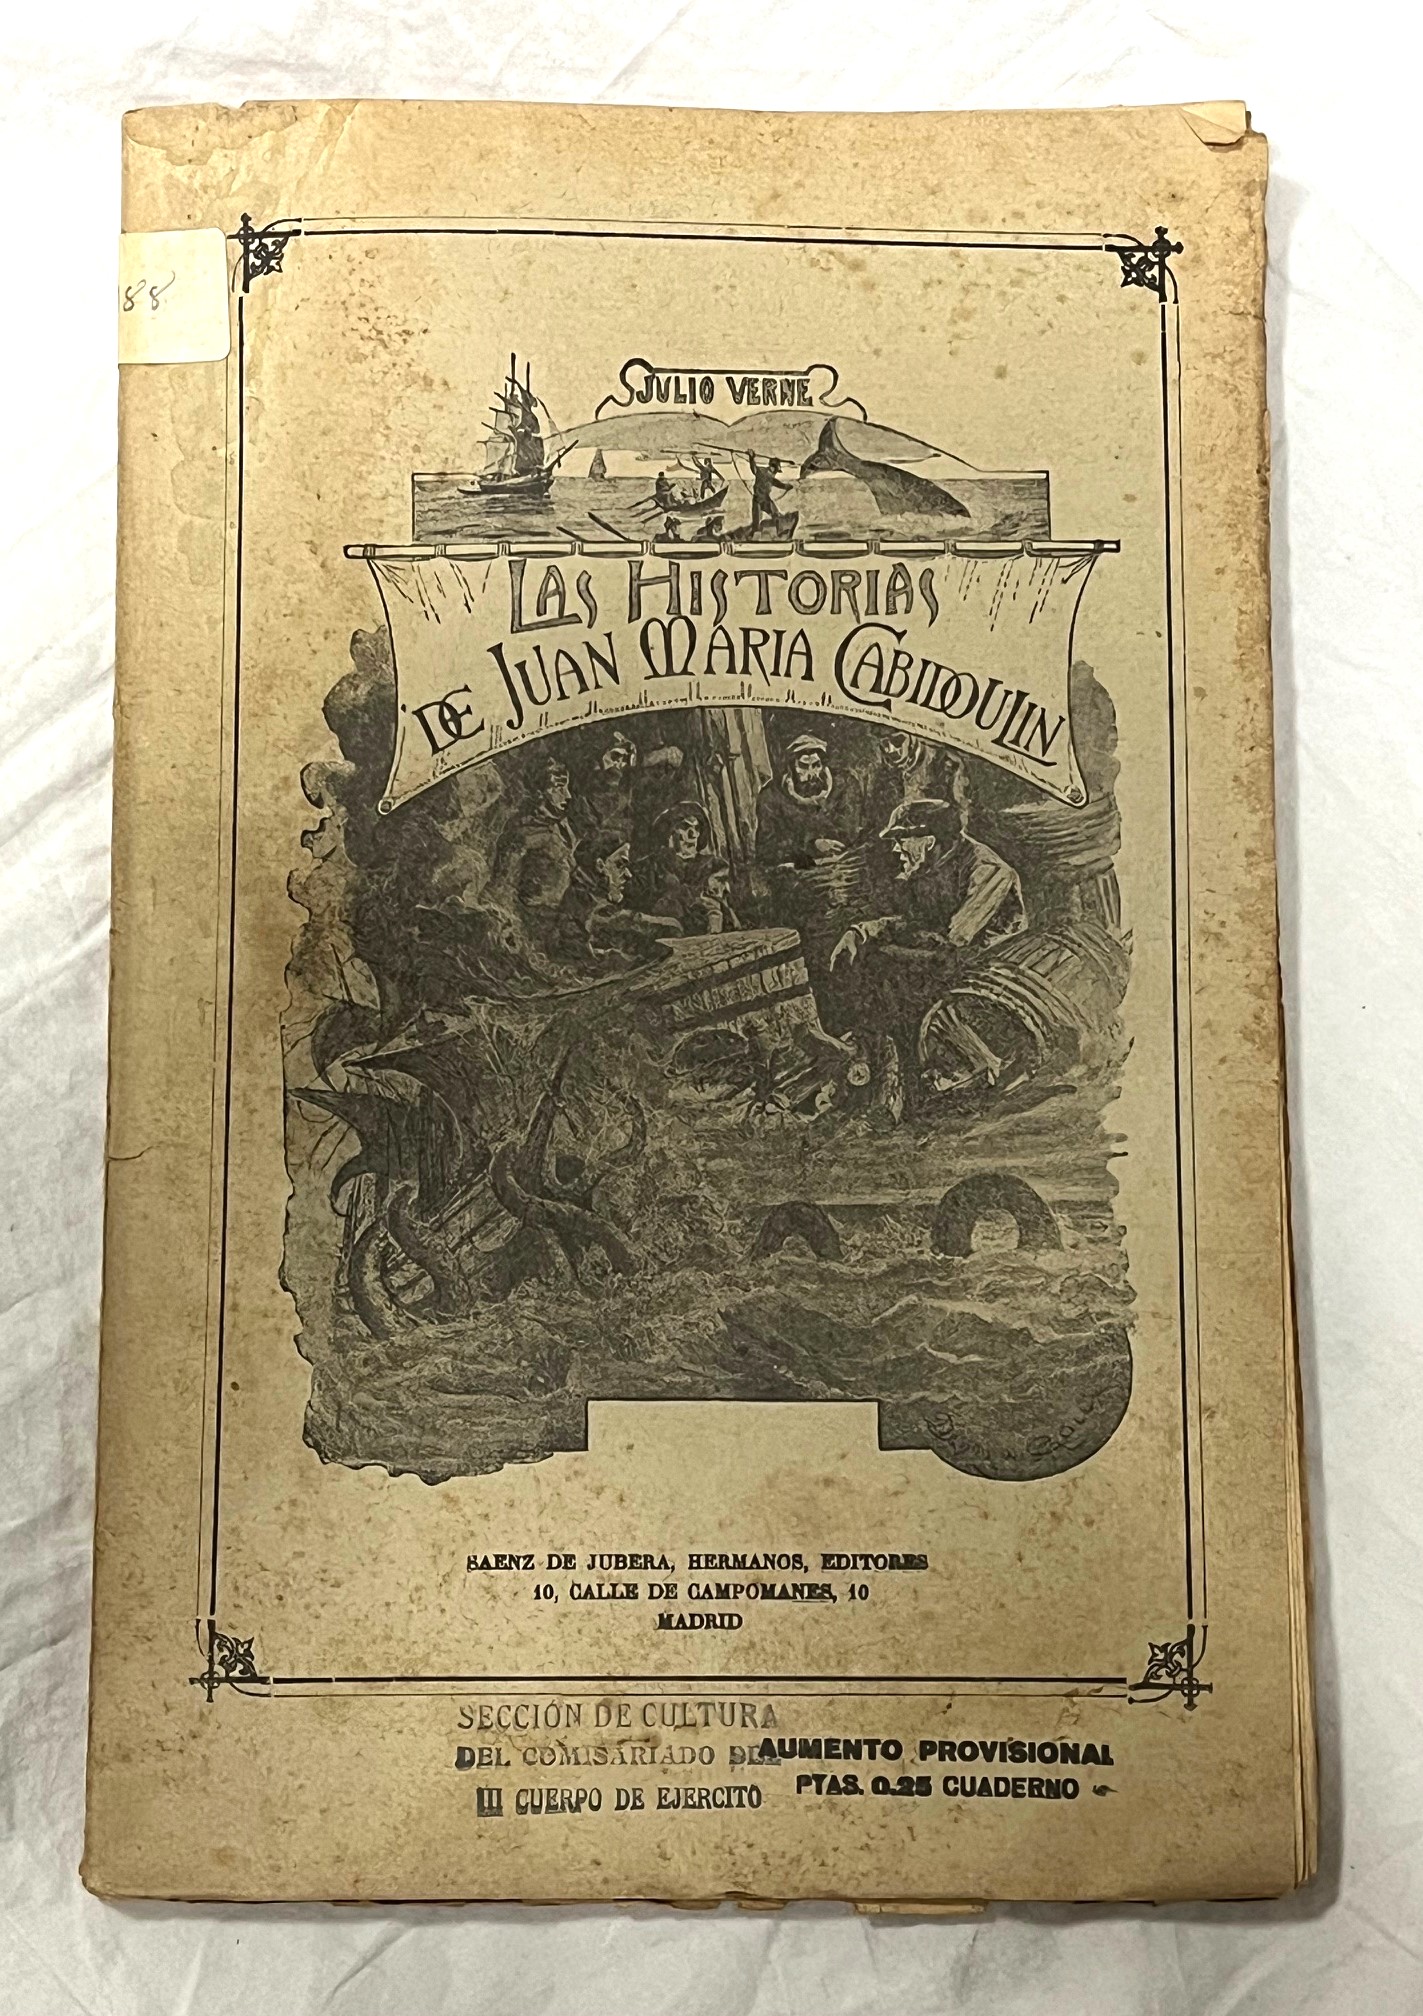 88
JULIO VERNE
LAS HISTORIAS
DE JUAN MARIA CABIDOULIN
SAENZ DE JUBERA, HERMANOS, EDITORES
10, CALLE DE CAMPOMANES, 10
MADRID
SECCIÓN DE CULTURA
DEL COMISARIADO DEL
III CUERPO DE EJERCITO
AUMENTO PROVISIONAL
PTAS. 0.25 CUADERNO